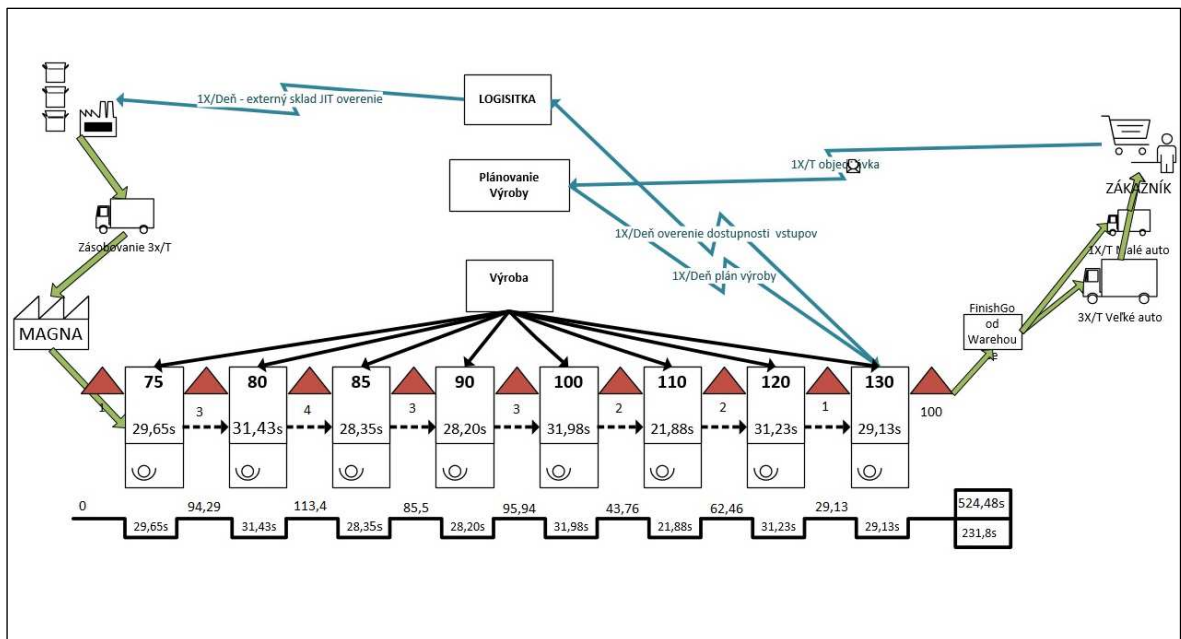 LOGISITKA
1X/Deň - externý sklad JIT overenie
Plánovanie
Výroby
1X/T objednávka
ZÁKAZNÍK
Zásobovanie 3x/T
1X/Deň overenie dostupnosti vstupov
1X/T Malé auto
1X/Deň plán výroby
Výroba
3X/T Veľké auto
MAGNA
FinishGo
od
Warehou
e
75 80 85 90 100 110 120 130
1 3 4 3 3 2 2 1 100
29,65s 31,43s 28,35s 28,20s 31,98s 21,88s 31,23s 29,13s
0 94,29 113,4 85,5 95,94 43,76 62,46 29,13 524,48s
29,65s 31,43s 28,35s 28,20s 31,98s 21,88s 31,23s 29,13s 231,8s